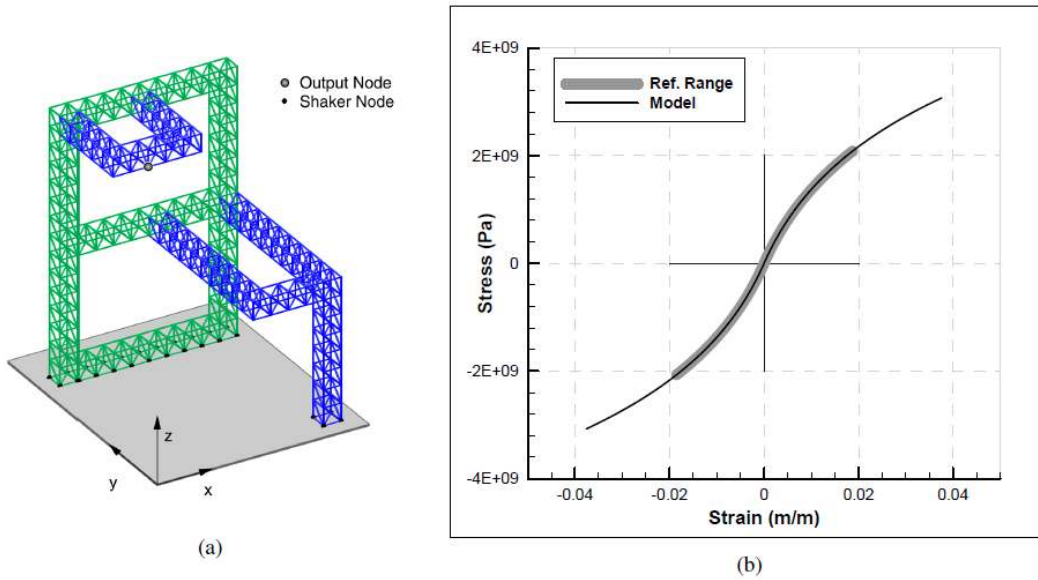 Output Node
Shaker Node
z
y
x
(a)
4E+09
Ref. Range
Model
2E+09
Stress (Pa)
0
-2E+09
-4E+09
-0.04
-0.02
0
0.02
0.04
Strain (m/m)
(b)